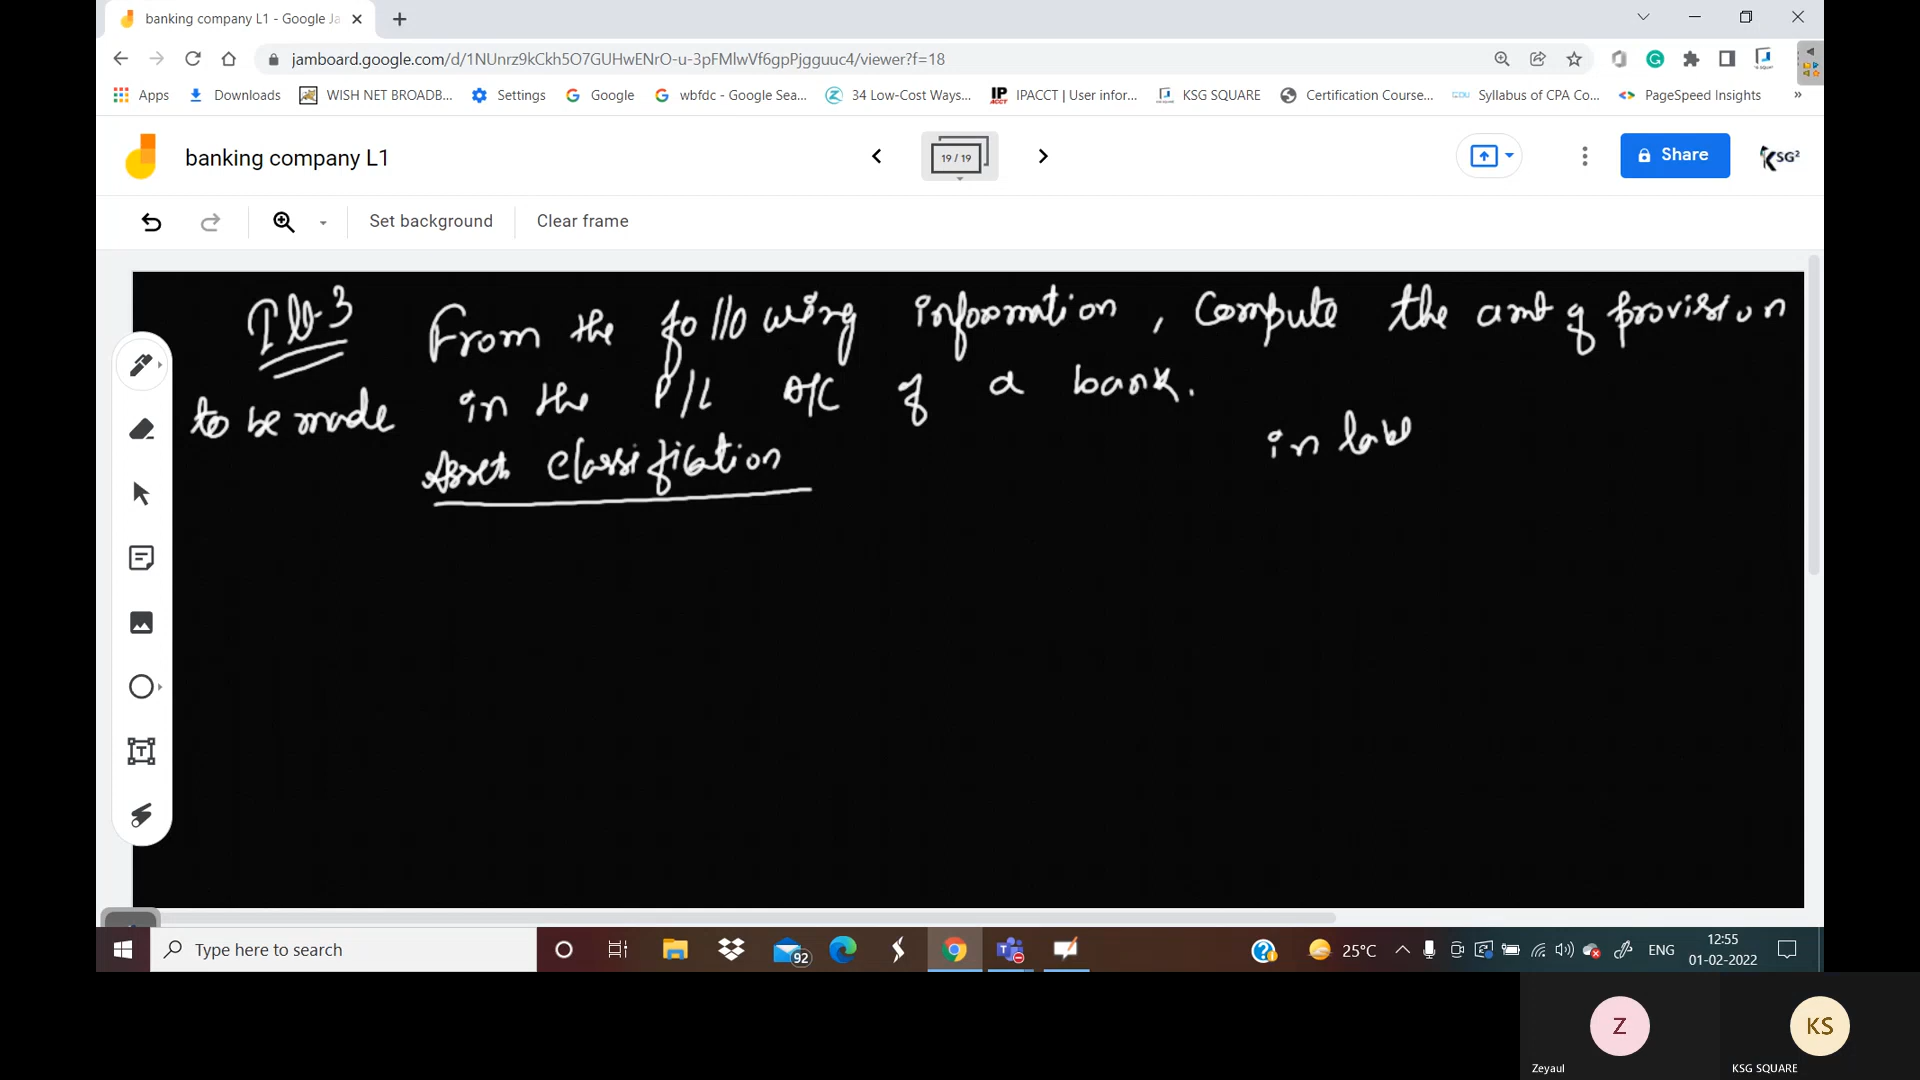 banking company L1 - Google Ja
jamboard.google.com/d/1NUnrz9kCkh5O7GUHwENrO-u-3pFMlwVf6gpPjgguuc4/viewer?f=18
Apps Downloads WISH NET BROADB... Settings Google wbfdc - Google Sea... 34 Low-Cost Ways... IPACCT | User infor... KSG SQUARE Certification Course... Syllabus of CPA Co... PageSpeed Insights »
banking company L1 19 / 19 Share KSG²
Set background Clear frame
Ill-3 From the following information, Compute the amt of provision
to be made in the P/L A/C of a bank.
in lakh
Assets Classification
Type here to search 92 25°C ENG 12:55
01-02-2022
Z KS
Zeyaul KSG SQUARE